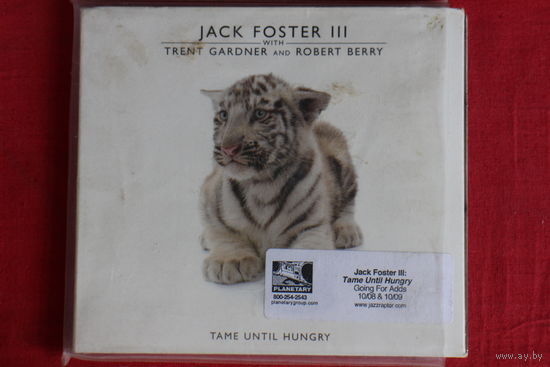 JACK FOSTER III
WITH
TRENT GARDNER AND ROBERT BERRY
PLANETARY
800-254-2543
planetarygroup.com
Jack Foster III:
Tame Until Hungry
Going For Adds
10/08 & 10/09
www.jazzraptor.com
TAME UNTIL HUNGRY
www.ay.by